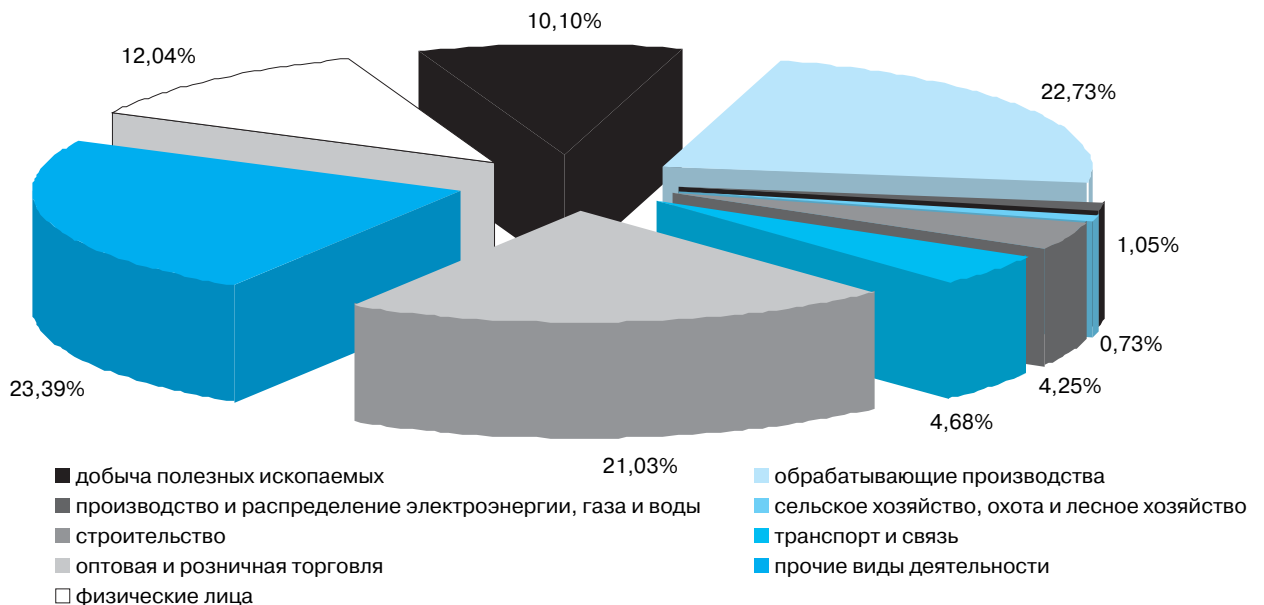 10,10%
12,04%
22,73%
1,05%
0,73%
23,39%
4,25%
4,68%
21,03%
добыча полезных ископаемых
обрабатывающие производства
производство и распределение электроэнергии, газа и воды
сельское хозяйство, охота и лесное хозяйство
строительство
транспорт и связь
оптовая и розничная торговля
прочие виды деятельности
физические лица